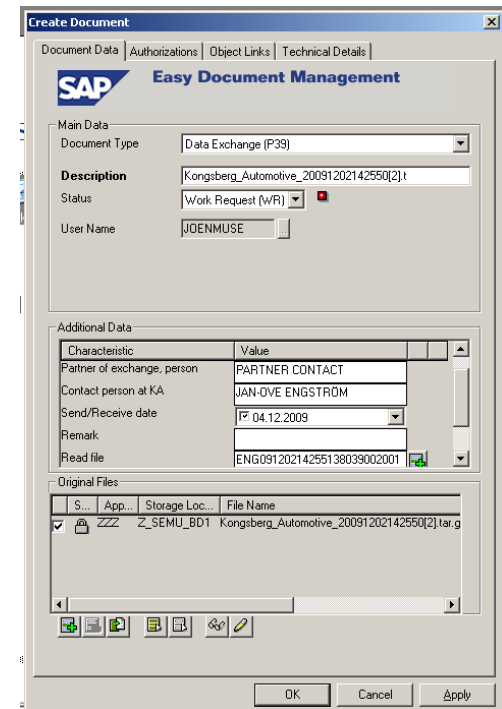 Create Document
Document Data Authorizations Object Links Technical Details
SAP Easy Document Management
Main Data
Document Type Data Exchange (P39)
Description Kongsberg_Automotive_20091202142550[2].t
Status Work Request (WR)
User Name JOENMUSE ..
Additional Data
Characteristic Value
Partner of exchange, person PARTNER CONTACT
Contact person at KA JAN-OVE ENGSTRÖM
Send/Receive date 04.12.2009
Remark
Read file ENG09120214255138039002001
Original Files
S... App... Storage Loc... File Name
ZZZ Z_SEMU_BD1 Kongsberg_Automotive_20091202142550[2].tar.g
OK Cancel Apply